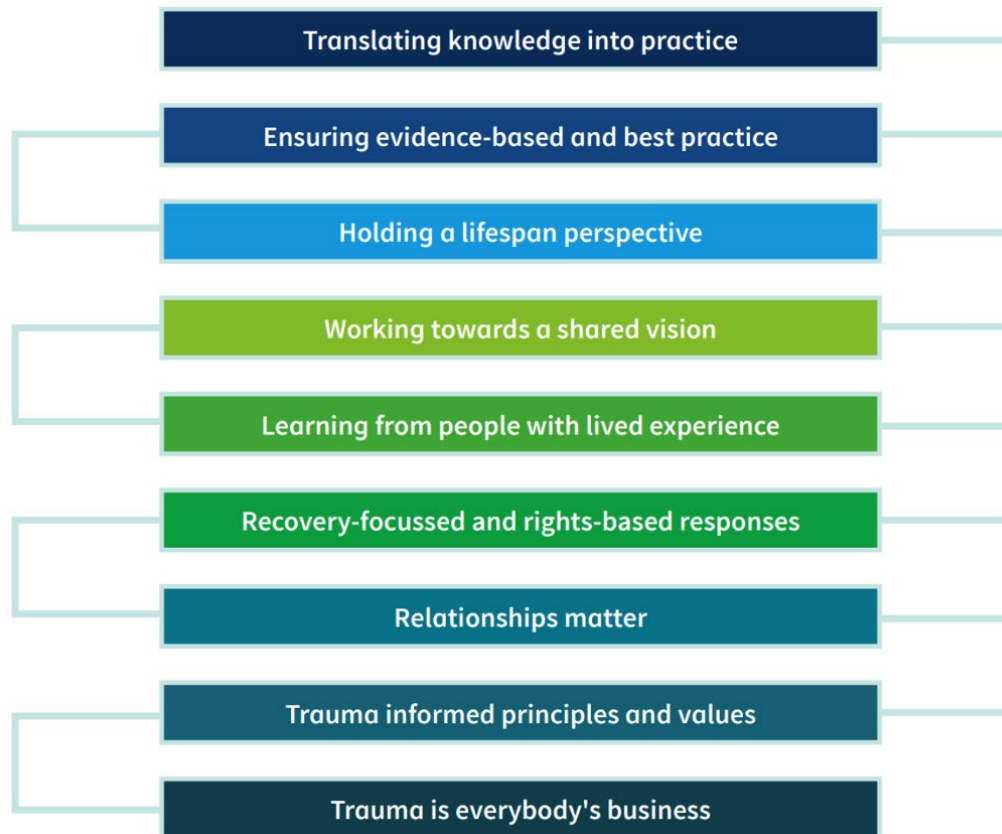 Translating knowledge into practice
Ensuring evidence-based and best practice
Holding a lifespan perspective
Working towards a shared vision
Learning from people with lived experience
Recovery-focussed and rights-based responses
Relationships matter
Trauma informed principles and values
Trauma is everybody's business